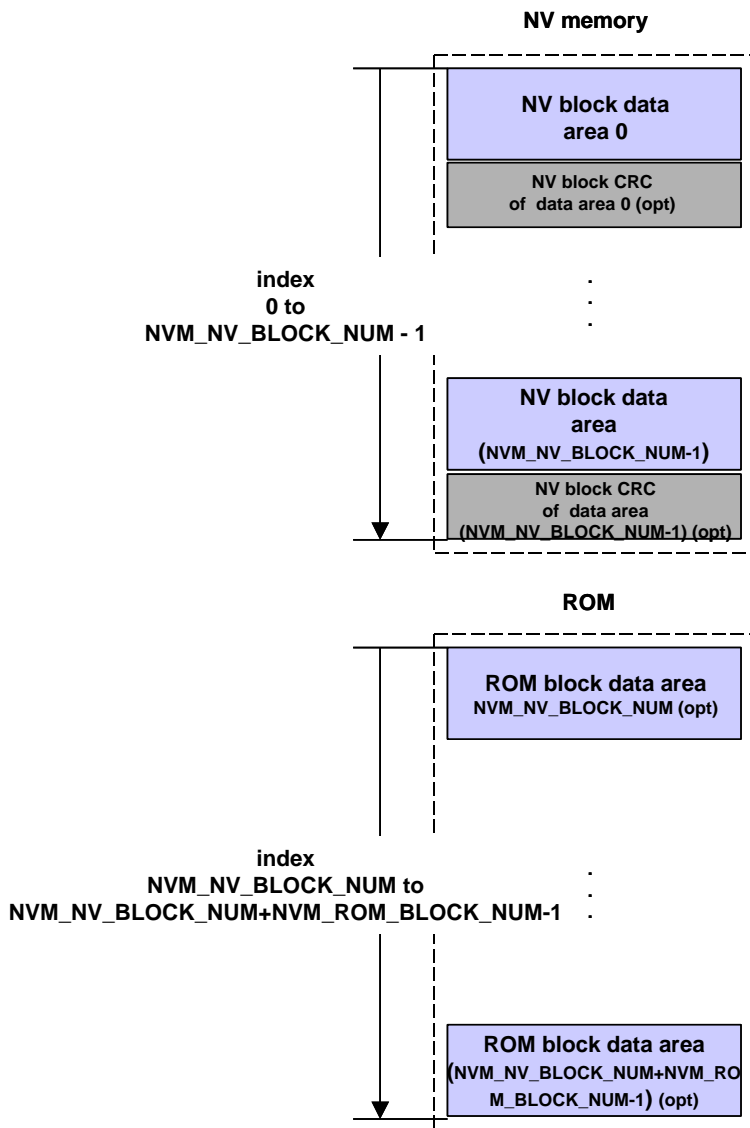 NV memory
NV block data
area 0
NV block CRC
of data area 0 (opt)
index
0 to
NVM_NV_BLOCK_NUM - 1
.
.
.
NV block data
area
(NVM_NV_BLOCK_NUM-1)
NV block CRC
of data area
(NVM_NV_BLOCK_NUM-1) (opt)
ROM
ROM block data area
NVM_NV_BLOCK_NUM (opt)
index
NVM_NV_BLOCK_NUM to
NVM_NV_BLOCK_NUM+NVM_ROM_BLOCK_NUM-1
.
.
.
ROM block data area
(NVM_NV_BLOCK_NUM+NVM_RO
M_BLOCK_NUM-1) (opt)